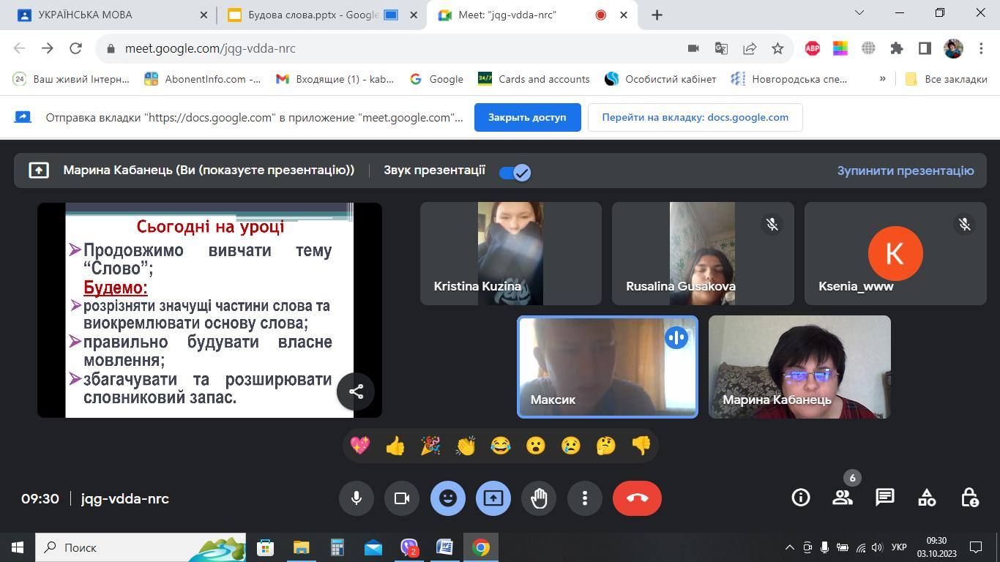 УКРАЇНСЬКА МОВА
Будова слова.pptx - Google
Meet: "jqg-vdda-nrc"
meet.google.com/jqg-vdda-nrc
ABP
24
Ваш живий Інтерн...
AbonentInfo.com -...
Входящие (1) - kab...
Google
24/7
Cards and accounts
Особистий кабінет
Новгородська спе...
»
Все закладки
Отправка вкладки "https://docs.google.com" в приложение "meet.google.com"...
Закрыть доступ
Перейти на вкладку: docs.google.com
Марина Кабанець (Ви (показуєте презентацію))
Звук презентації
Зупинити презентацію
Сьогодні на уроці
Продовжимо вивчати тему
“Слово”;
Будемо:
розрізняти значущі частини слова та
виокремлювати основу слова;
правильно будувати власне
мовлення;
збагачувати та розширювати
словниковий запас.
Kristina Kuzina
Rusalina Gusakova
K
Ksenia_www
Максик
Марина Кабанець
09:30
jqg-vdda-nrc
6
Поиск
2
W
УКР
09:30
03.10.2023